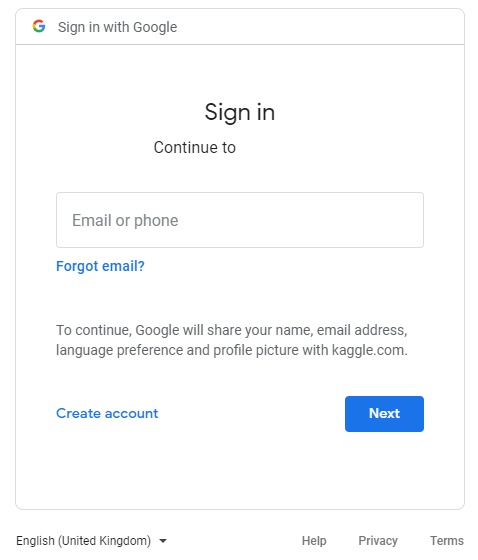 Sign in with Google
Sign in
Continue to
Email or phone
Forgot email?
To continue, Google will share your name, email address,
language preference and profile picture with kaggle.com.
Create account
Next
English (United Kingdom)
Help Privacy Terms